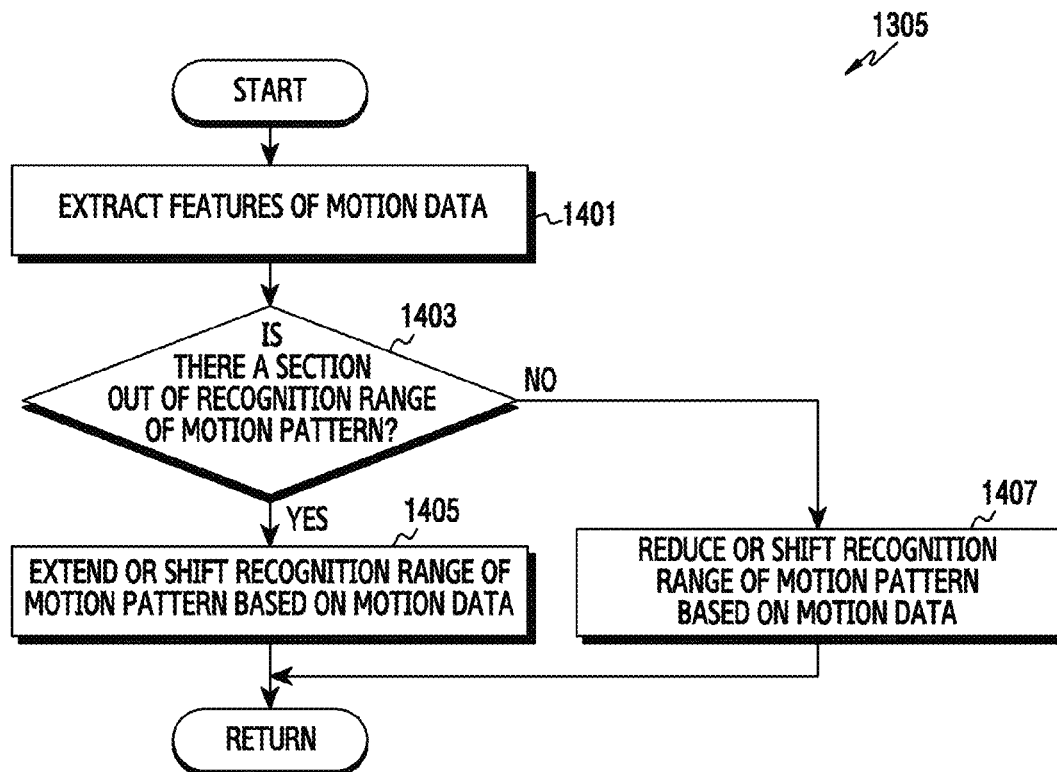 1305
START
EXTRACT FEATURES OF MOTION DATA
1401
1403
IS
THERE A SECTION
OUT OF RECOGNITION RANGE
OF MOTION PATTERN?
NO
YES
1405
EXTEND OR SHIFT RECOGNITION RANGE OF
MOTION PATTERN BASED ON MOTION DATA
1407
REDUCE OR SHIFT RECOGNITION
RANGE OF MOTION PATTERN
BASED ON MOTION DATA
RETURN